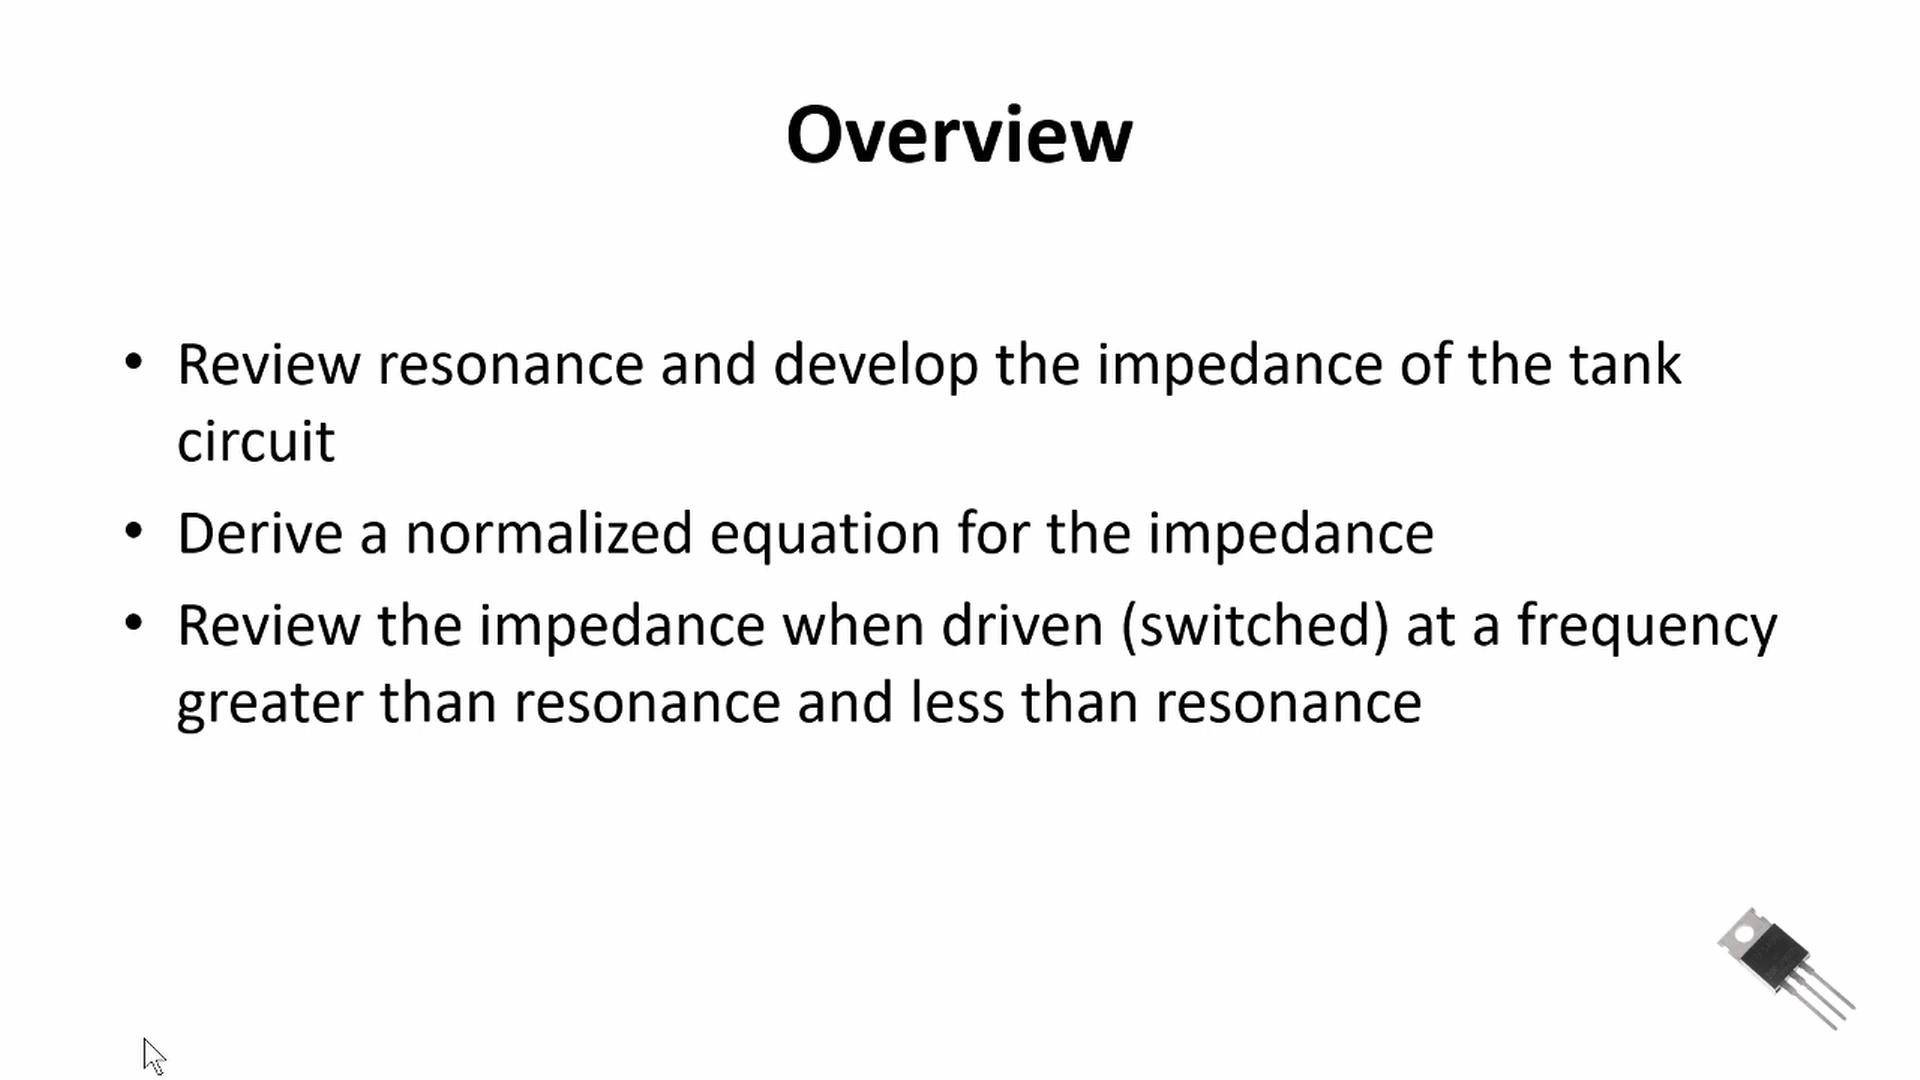 Overview
• Review resonance and develop the impedance of the tank
circuit
• Derive a normalized equation for the impedance
• Review the impedance when driven (switched) at a frequency
greater than resonance and less than resonance